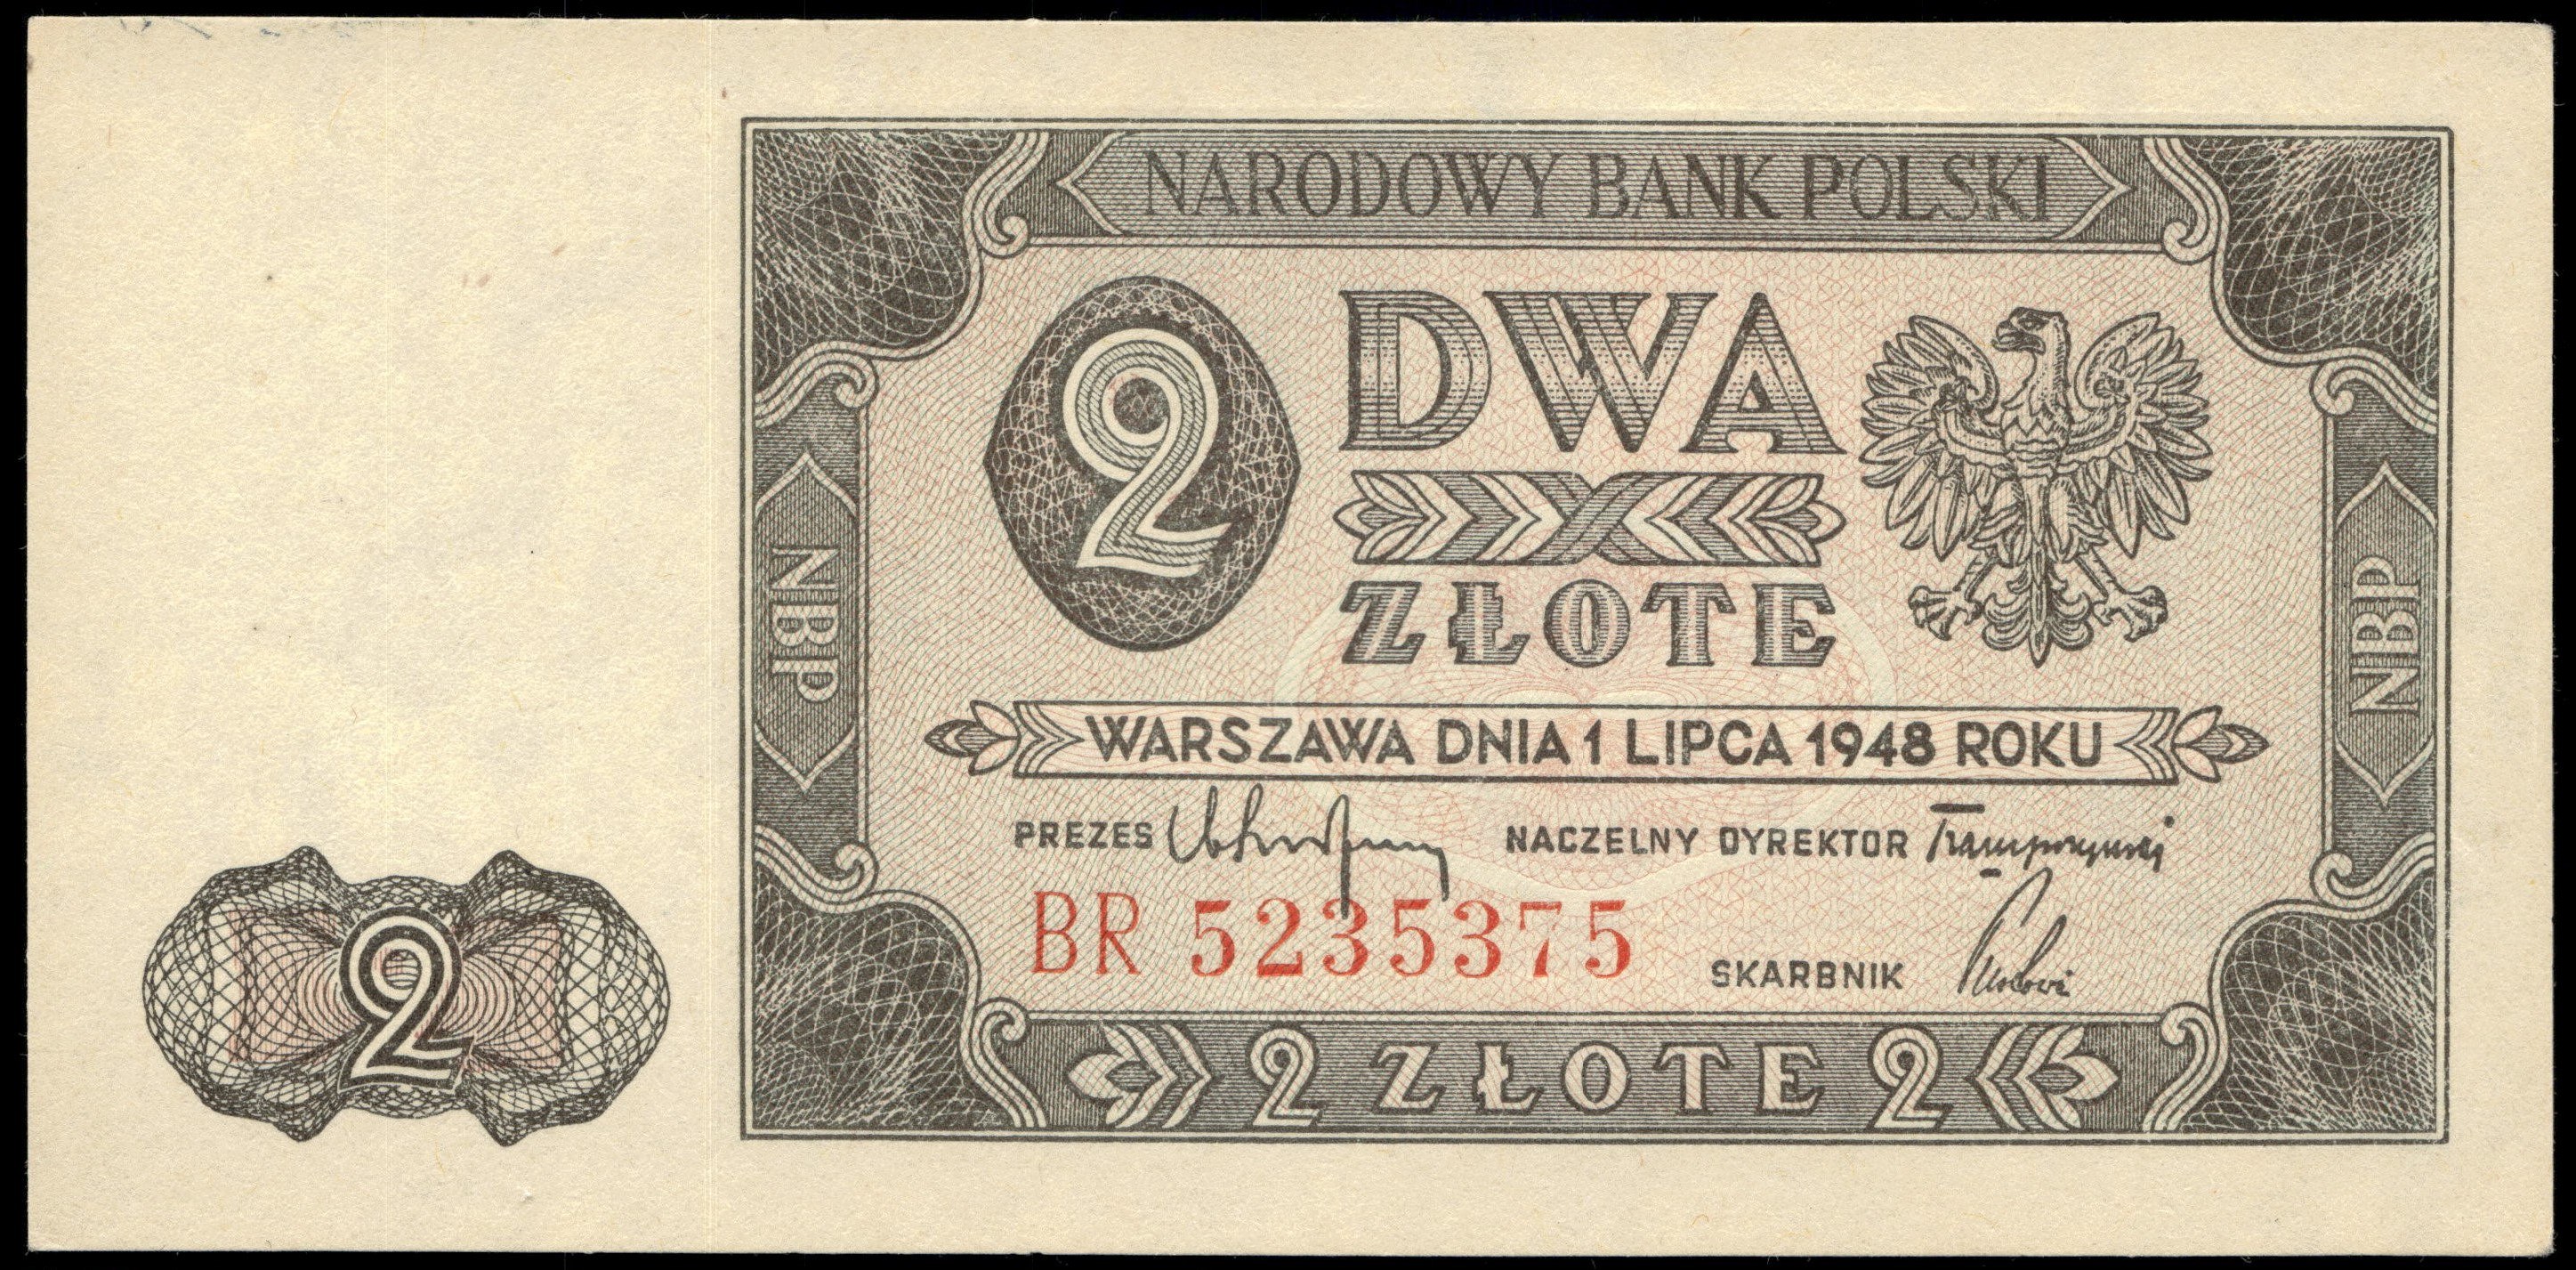 NARODOWY BANK POLSKI
2
DWA
ZŁOTE
NBP
NBP
WARSZAWA DNIA 1 LIPCA 1948 ROKU
PREZES
NACZELNY DYREKTOR
BR 5235375
SKARBNIK
2
2 ZŁOTE 2